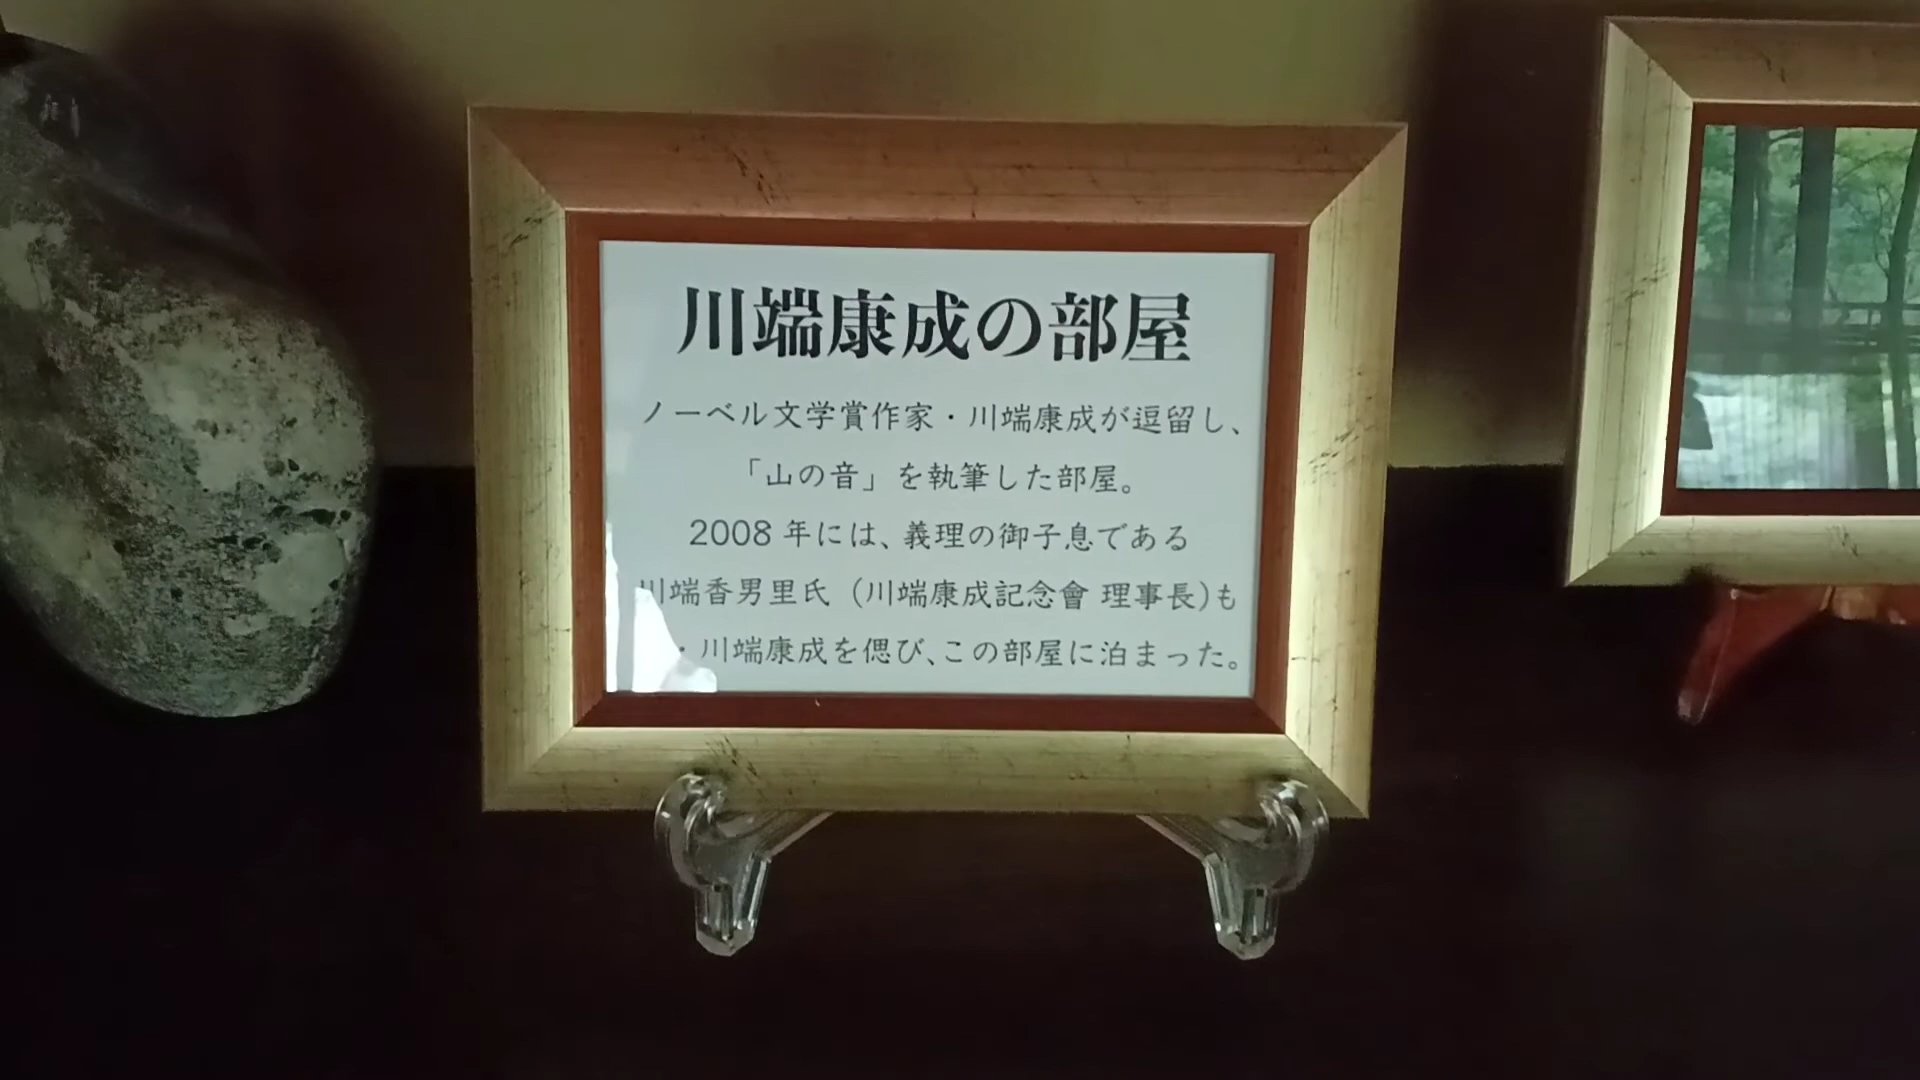 川端康成の部屋
ノーベル文学賞作家・川端康成が逗留し、
「山の音」を執筆した部屋。
2008年には、義理の御子息である
川端香男里氏（川端康成記念會 理事長）も
・川端康成を偲び、この部屋に泊まった。